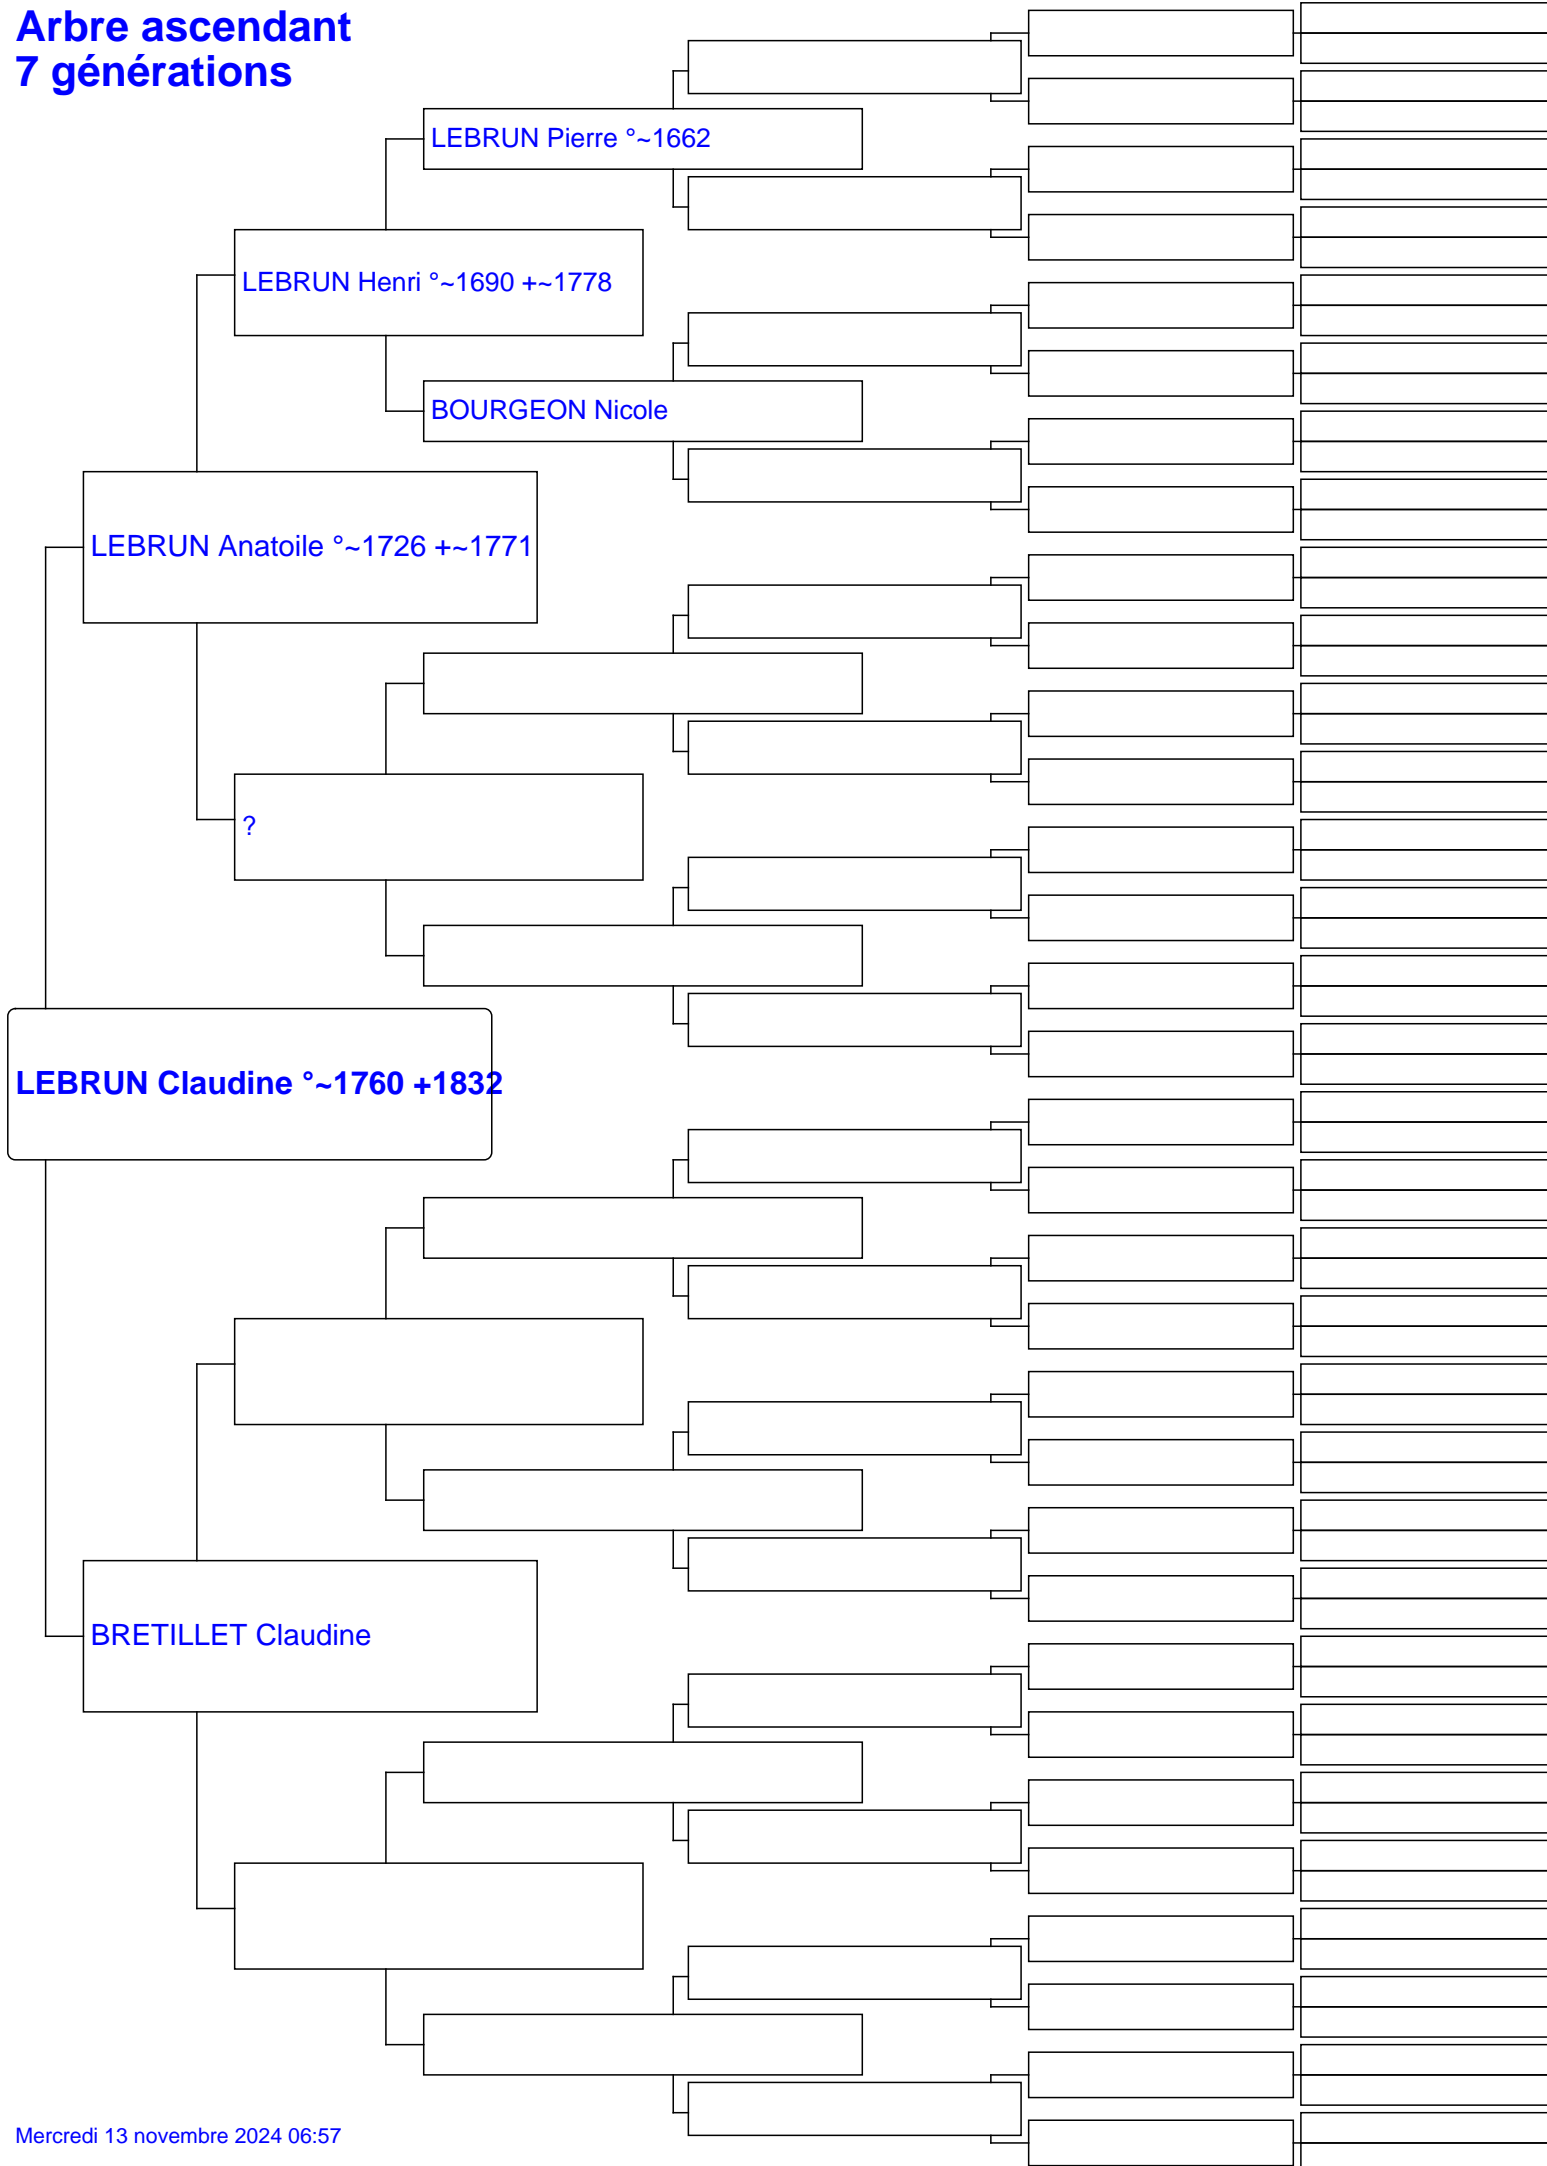 Arbre ascendant
7 générations
LEBRUN Pierre °~1662
LEBRUN Henri °~1690 +~1778
BOURGEON Nicole
LEBRUN Anatoile °~1726 +~1771
?
LEBRUN Claudine °~1760 +1832
BRETILLET Claudine
Mercredi 13 novembre 2024 06:57